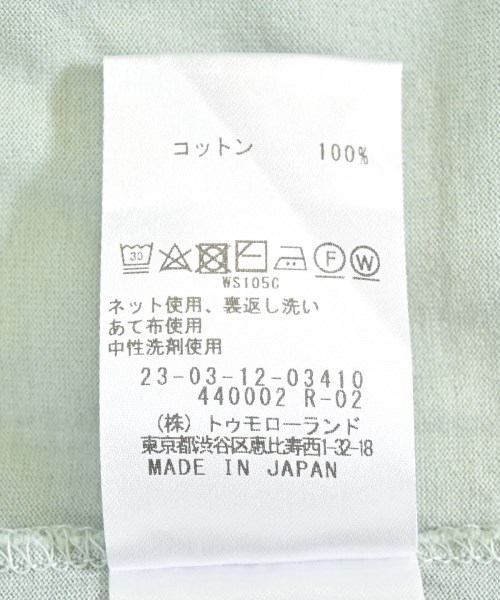 コットン 100%
30 F W
WS105C
ネット使用、裏返し洗い
あて布使用
中性洗剤使用
23-03-12-03410
440002 R-02
（株）トゥモローランド
東京都渋谷区恵比寿西1-32-18
MADE IN JAPAN